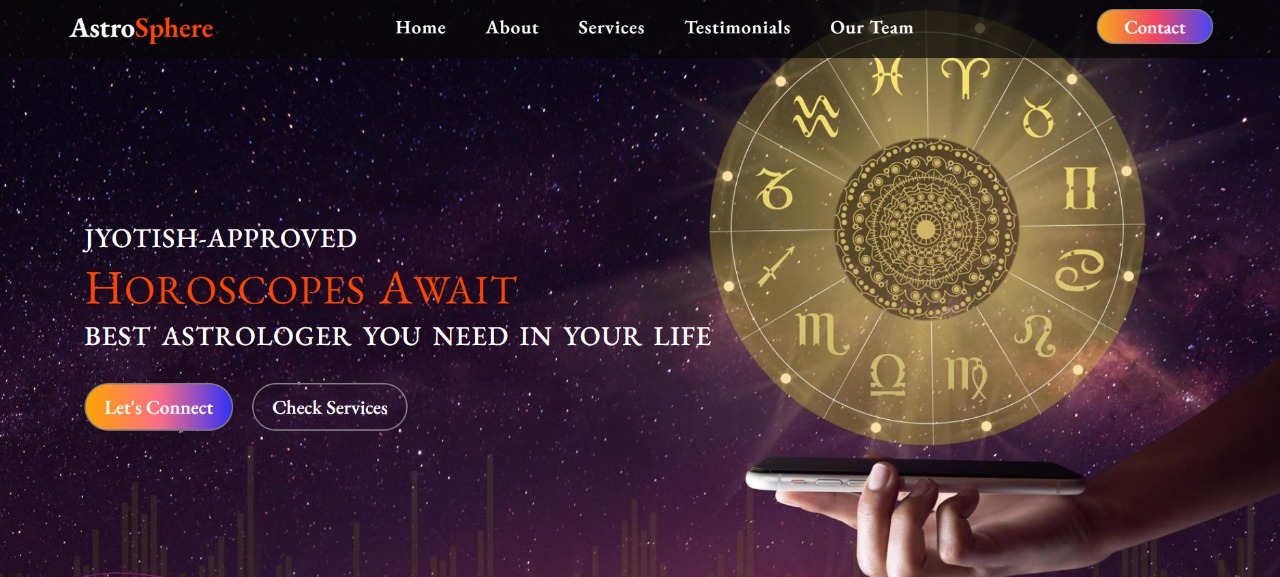 AstroSphere
Home About Services Testimonials Our Team
Contact
JYOTISH-APPROVED
HOROSCOPES AWAIT
BEST ASTROLOGER YOU NEED IN YOUR LIFE
Let's Connect Check Services